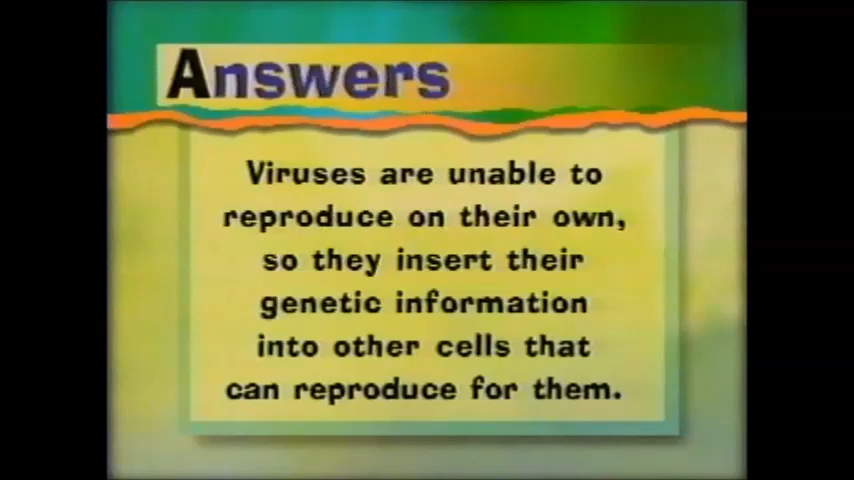 Answers
Viruses are unable to
reproduce on their own,
so they insert their
genetic information
into other cells that
can reproduce for them.